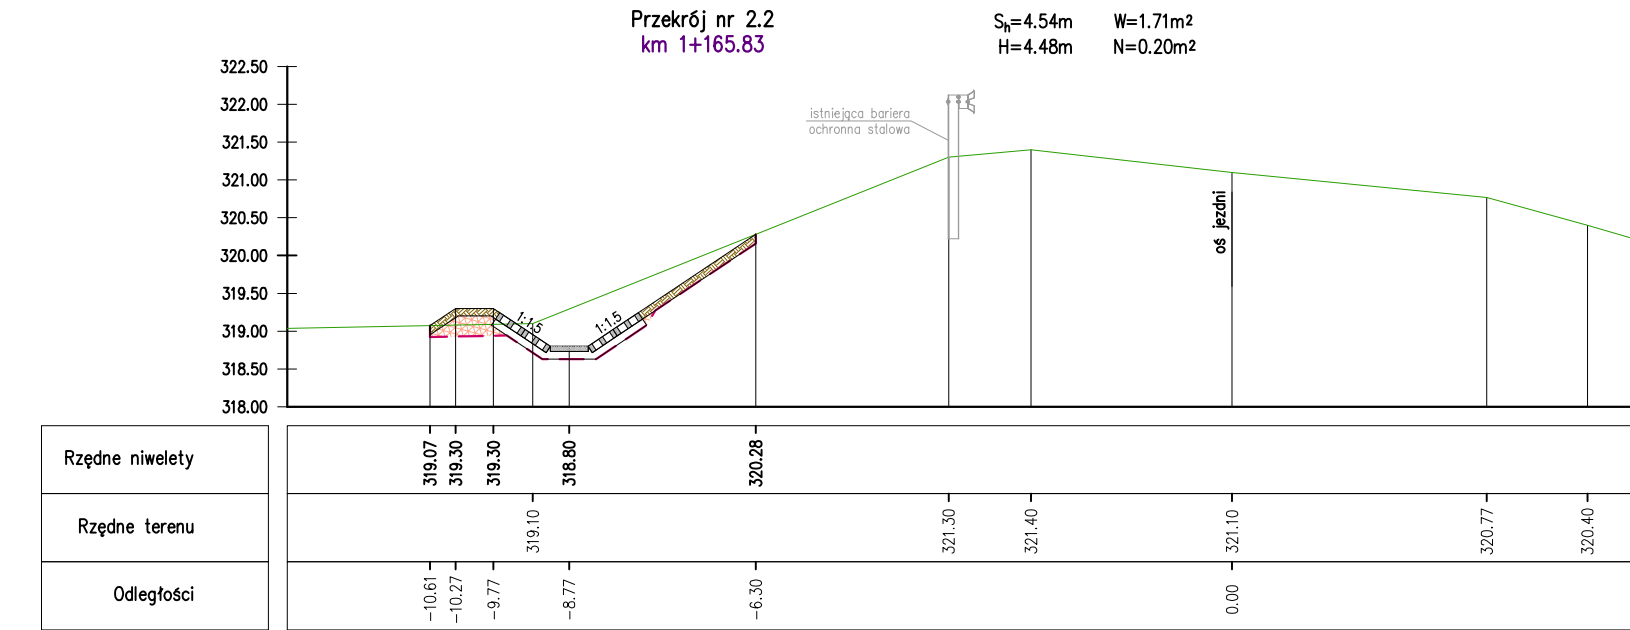 Przekrój nr 2.2
km 1+165.83
Sh=4.54m W=1.71m²
H=4.48m N=0.20m²
322.50
322.00
321.50
321.00
320.50
320.00
319.50
319.00
318.50
318.00
istniejąca bariera
ochronna stalowa
1:1.5
1:1.5
oś jezdni
Rzędne niwelety
319.07
319.30
319.30
318.80
320.28
Rzędne terenu
319.10
321.30
321.40
321.10
320.77
320.40
Odległości
-10.61
-10.27
-9.77
-8.77
-6.30
0.00